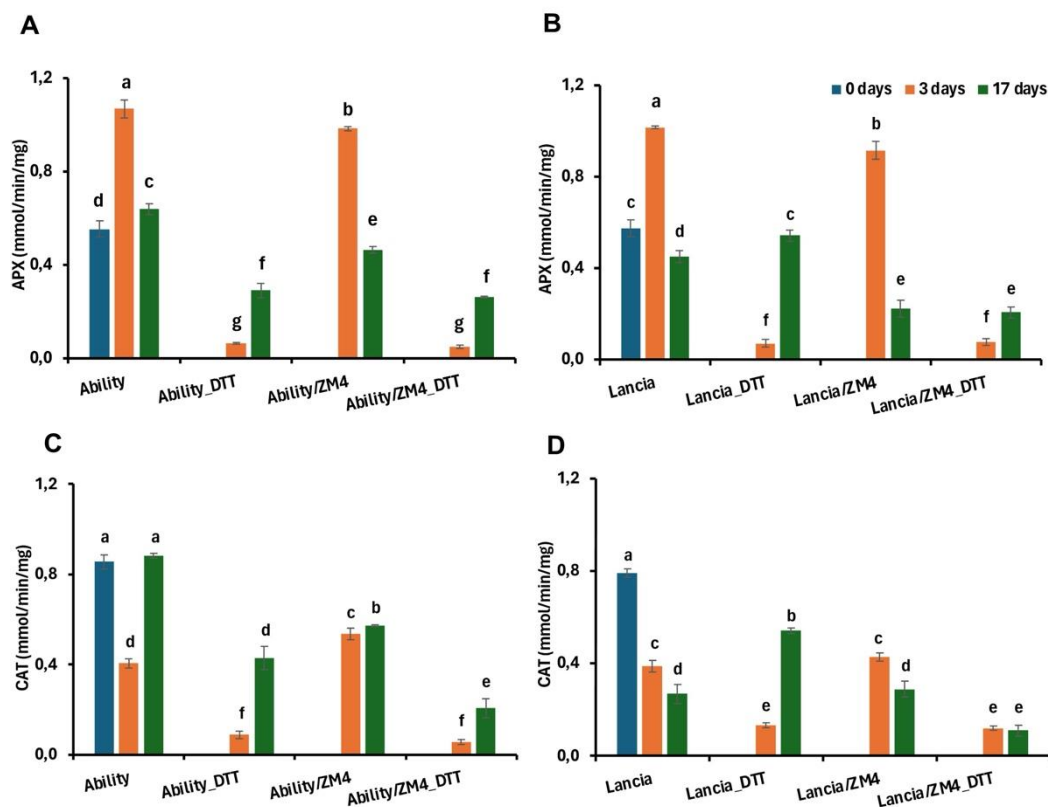 A
1,2
0,8
0,4
0,0
APX (mmol/min/mg)
d
a
c
g
f
b
e
g
f
Ability
Ability_DTT
Ability/ZM4
Ability/ZM4_DTT
B
0 days
3 days
17 days
1,2
0,8
0,4
0,0
APX (mmol/min/mg)
c
a
d
f
c
b
e
f
e
Lancia
Lancia_DTT
Lancia/ZM4
Lancia/ZM4_DTT
C
1,2
0,8
0,4
0,0
CAT (mmol/min/mg)
a
d
a
f
d
c
b
f
e
Ability
Ability_DTT
Ability/ZM4
Ability/ZM4_DTT
D
1,2
0,8
0,4
0,0
CAT (mmol/min/mg)
a
c
d
e
b
c
d
e
e
Lancia
Lancia_DTT
Lancia/ZM4
Lancia/ZM4_DTT